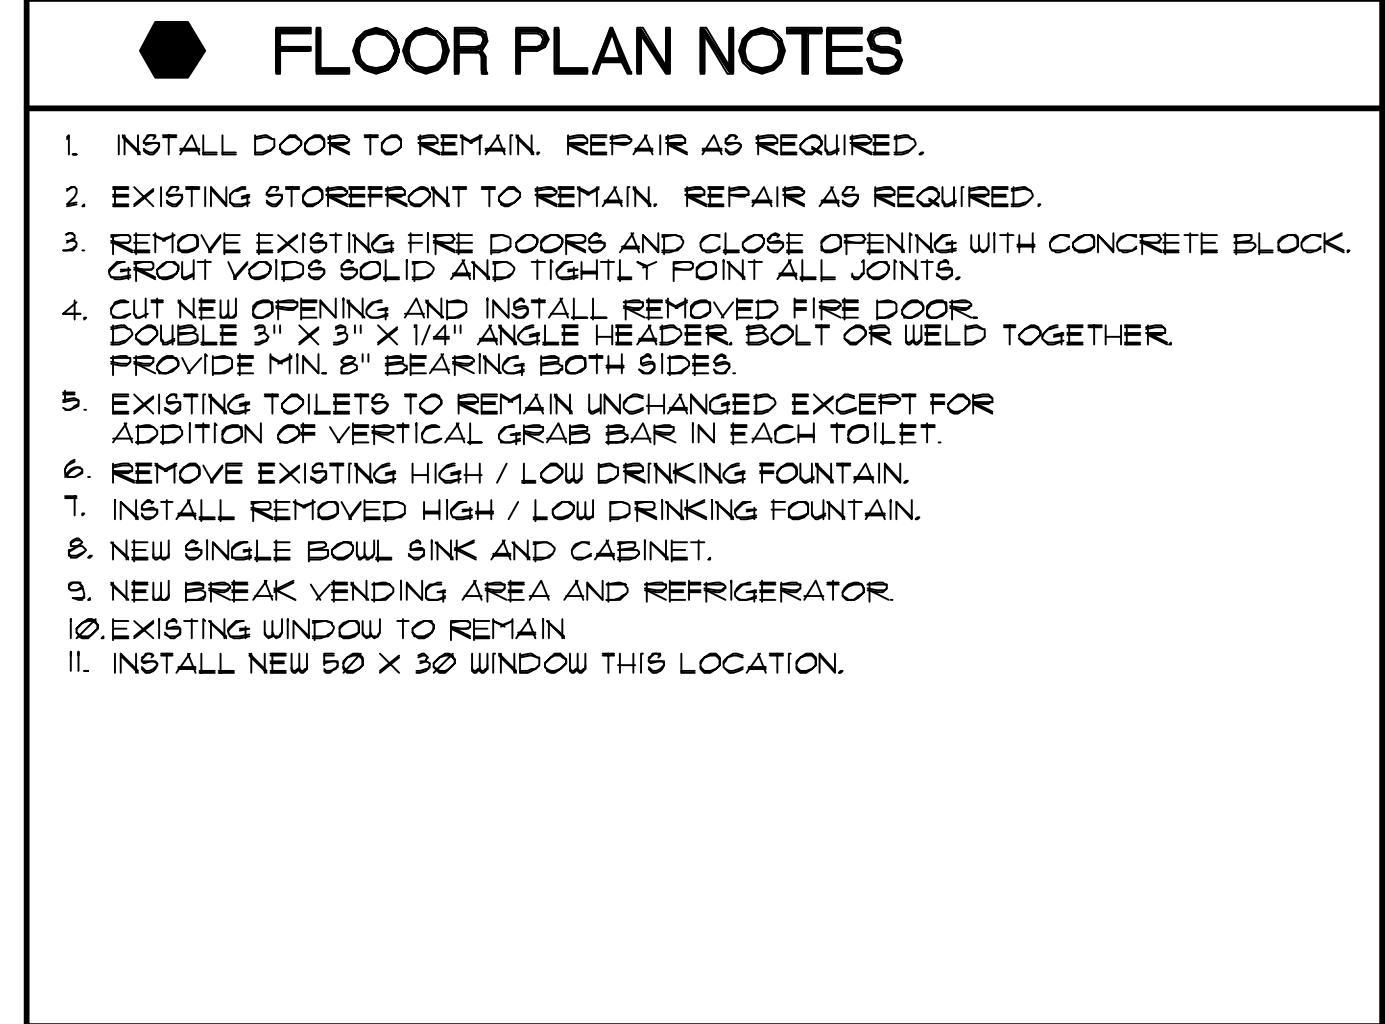 FLOOR PLAN NOTES
1. INSTALL DOOR TO REMAIN. REPAIR AS REQUIRED.
2. EXISTING STOREFRONT TO REMAIN. REPAIR AS REQUIRED.
3. REMOVE EXISTING FIRE DOORS AND CLOSE OPENING WITH CONCRETE BLOCK.
GROUT VOIDS SOLID AND TIGHTLY POINT ALL JOINTS.
4. CUT NEW OPENING AND INSTALL REMOVED FIRE DOOR.
DOUBLE 3" X 3" X 1/4" ANGLE HEADER. BOLT OR WELD TOGETHER.
PROVIDE MIN. 8" BEARING BOTH SIDES.
5. EXISTING TOILETS TO REMAIN UNCHANGED EXCEPT FOR
ADDITION OF VERTICAL GRAB BAR IN EACH TOILET.
6. REMOVE EXISTING HIGH / LOW DRINKING FOUNTAIN.
7. INSTALL REMOVED HIGH / LOW DRINKING FOUNTAIN.
8. NEW SINGLE BOWL SINK AND CABINET.
9. NEW BREAK VENDING AREA AND REFRIGERATOR.
10. EXISTING WINDOW TO REMAIN
11. INSTALL NEW 50 X 30 WINDOW THIS LOCATION.